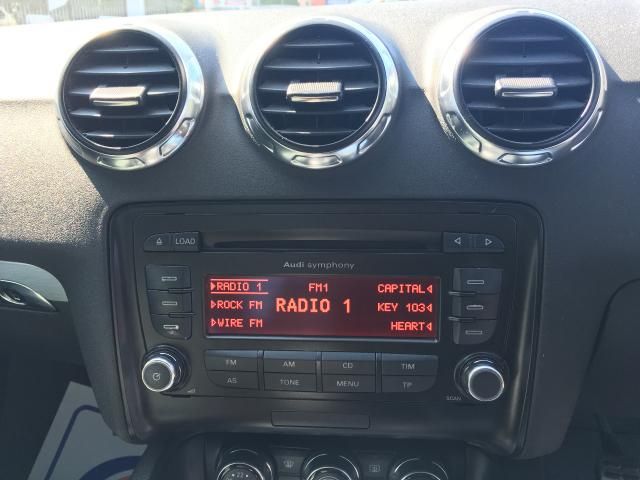 LOAD
Audi symphony
RADIO 1 FM1 CAPITAL
ROCK FM RADIO 1 KEY 103
WIRE FM HEART
FM AM CD TIM
AS TONE MENU TP
SCAN
22